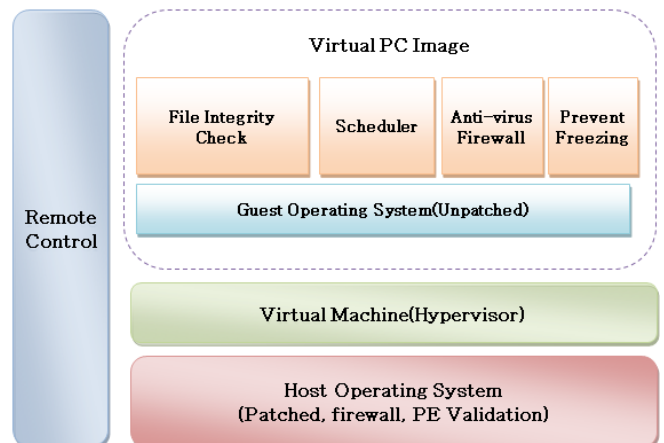 Virtual PC Image
File Integrity
Check
Scheduler
Anti-virus
Firewall
Prevent
Freezing
Guest Operating System(Unpatched)
Remote
Control
Virtual Machine(Hypervisor)
Host Operating System
(Patched, firewall, PE Validation)